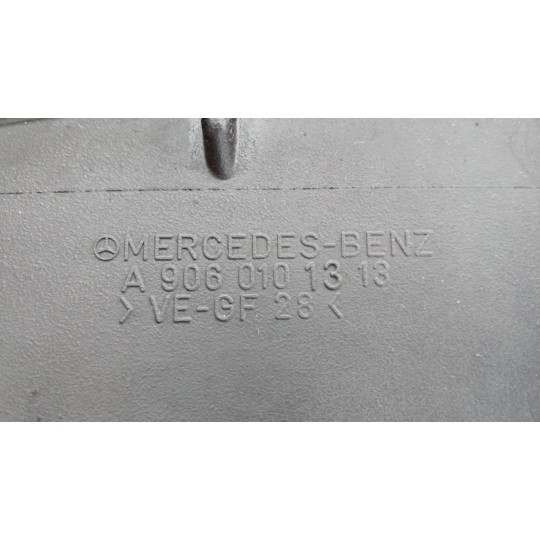 MERCEDES-BENZ
A 906 010 13 13
>VE-GF 28<